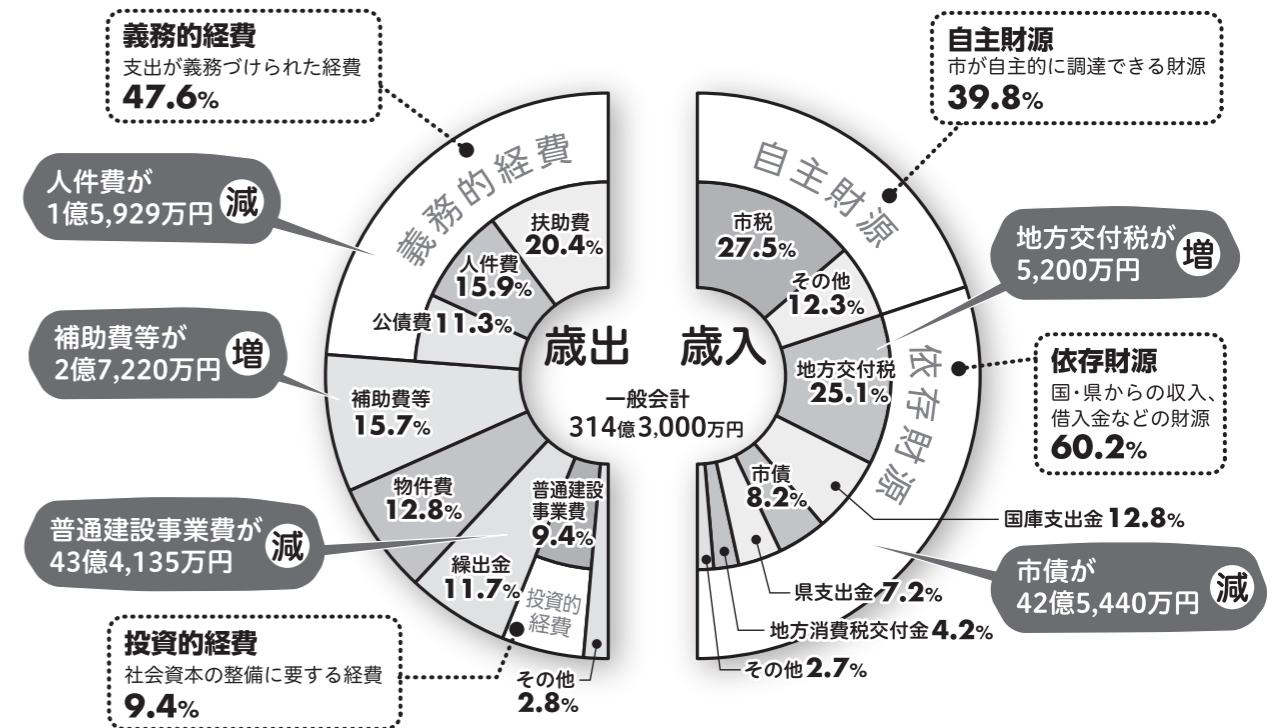 義務的経費
支出が義務づけられた経費
47.6%
自主財源
市が自主的に調達できる財源
39.8%
人件費が
1億5,929万円 減
補助費等が
2億7,220万円 増
普通建設事業費が
43億4,135万円 減
投資的経費
社会資本の整備に要する経費
9.4%
義務的経費
扶助費
20.4%
人件費
15.9%
公債費11.3%
補助費等
15.7%
物件費
12.8%
繰出金
11.7%
普通建設
事業費
9.4%
投資的
経費
その他
2.8%
歳出 歳入
一般会計
314億3,000万円
自主財源
市税
27.5%
その他
12.3%
地方交付税
25.1%
依存財源
市債
8.2%
国庫支出金12.8%
県支出金7.2%
地方消費税交付金4.2%
その他2.7%
地方交付税が
5,200万円 増
依存財源
国・県からの収入、
借入金などの財源
60.2%
市債が
42億5,440万円 減